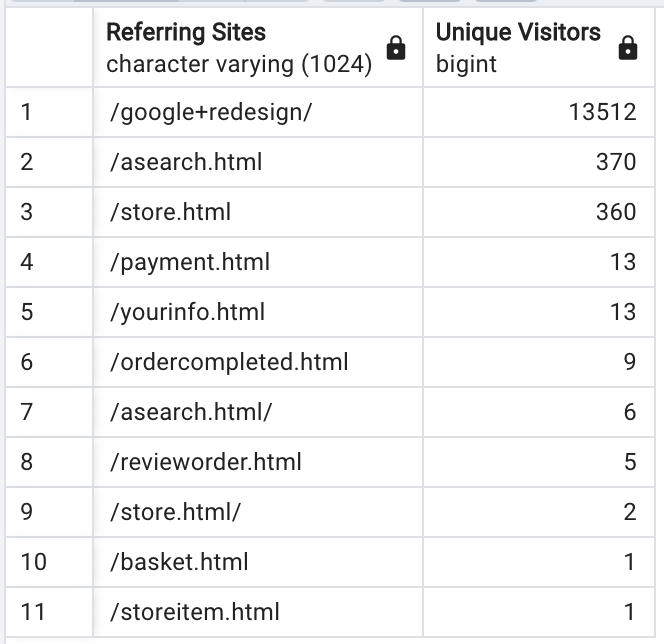 Referring Sites Unique Visitors
character varying (1024) bigint
1 /google+redesign/ 13512
2 /asearch.html 370
3 /store.html 360
4 /payment.html 13
5 /yourinfo.html 13
6 /ordercompleted.html 9
7 /asearch.html/ 6
8 /revieworder.html 5
9 /store.html/ 2
10 /basket.html 1
11 /storeitem.html 1